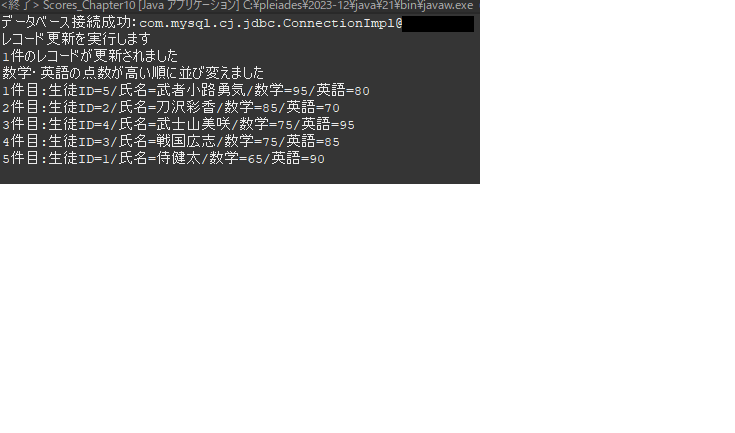 <終了> Scores_Chapter10 [Java アプリケーション] C:¥pleiades¥2023-12¥java¥21¥bin¥javaw.exe
データベース接続成功:com.mysql.cj.jdbc.ConnectionImpl@
レコード更新を実行します
1件のレコードが更新されました
数学・英語の点数が高い順に並び変えました
1件目:生徒ID=5/氏名=武者小路勇気/数学=95/英語=80
2件目:生徒ID=2/氏名=刀沢彩香/数学=85/英語=70
3件目:生徒ID=4/氏名=武士山美咲/数学=75/英語=95
4件目:生徒ID=3/氏名=戦国広志/数学=75/英語=85
5件目:生徒ID=1/氏名=侍健太/数学=65/英語=90